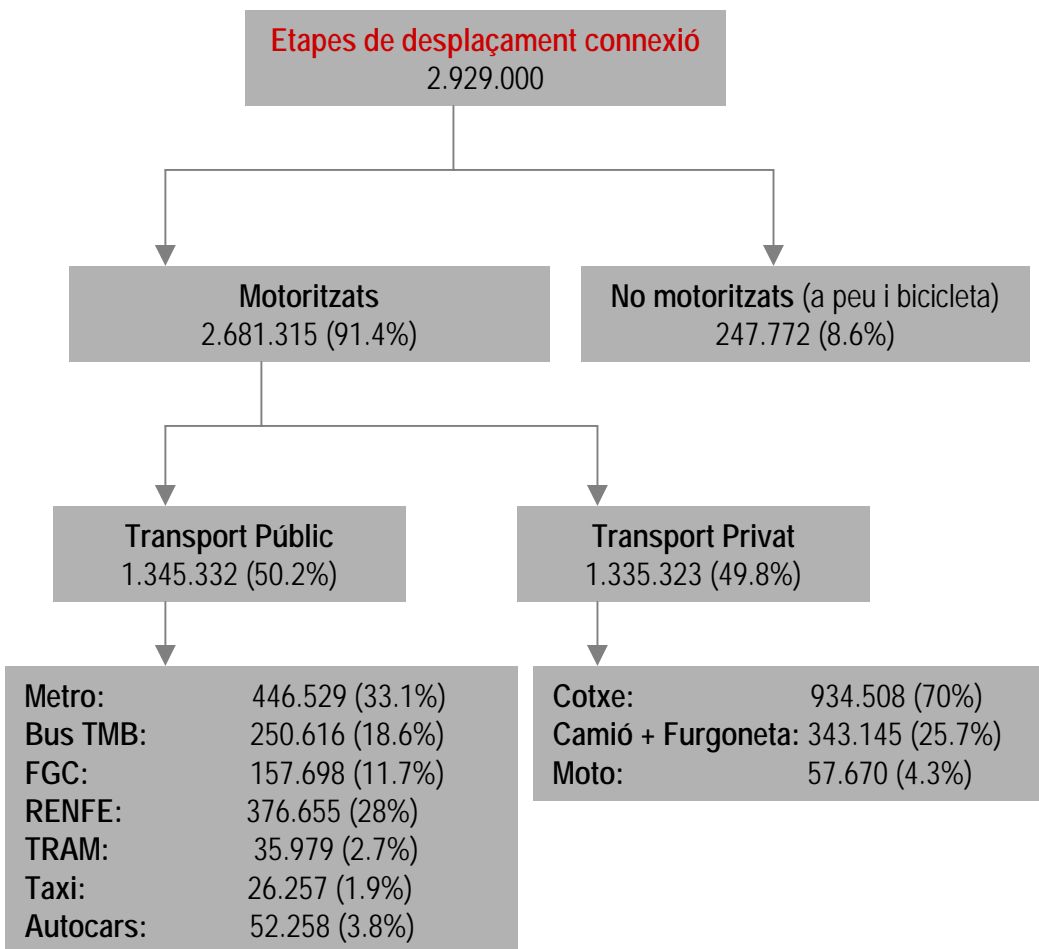 Etapes de desplaçament connexió
2.929.000
Motoritzats
2.681.315 (91.4%)
No motoritzats (a peu i bicicleta)
247.772 (8.6%)
Transport Públic
1.345.332 (50.2%)
Transport Privat
1.335.323 (49.8%)
Metro: 446.529 (33.1%)
Bus TMB: 250.616 (18.6%)
FGC: 157.698 (11.7%)
RENFE: 376.655 (28%)
TRAM: 35.979 (2.7%)
Taxi: 26.257 (1.9%)
Autocars: 52.258 (3.8%)
Cotxe: 934.508 (70%)
Camió + Furgoneta: 343.145 (25.7%)
Moto: 57.670 (4.3%)